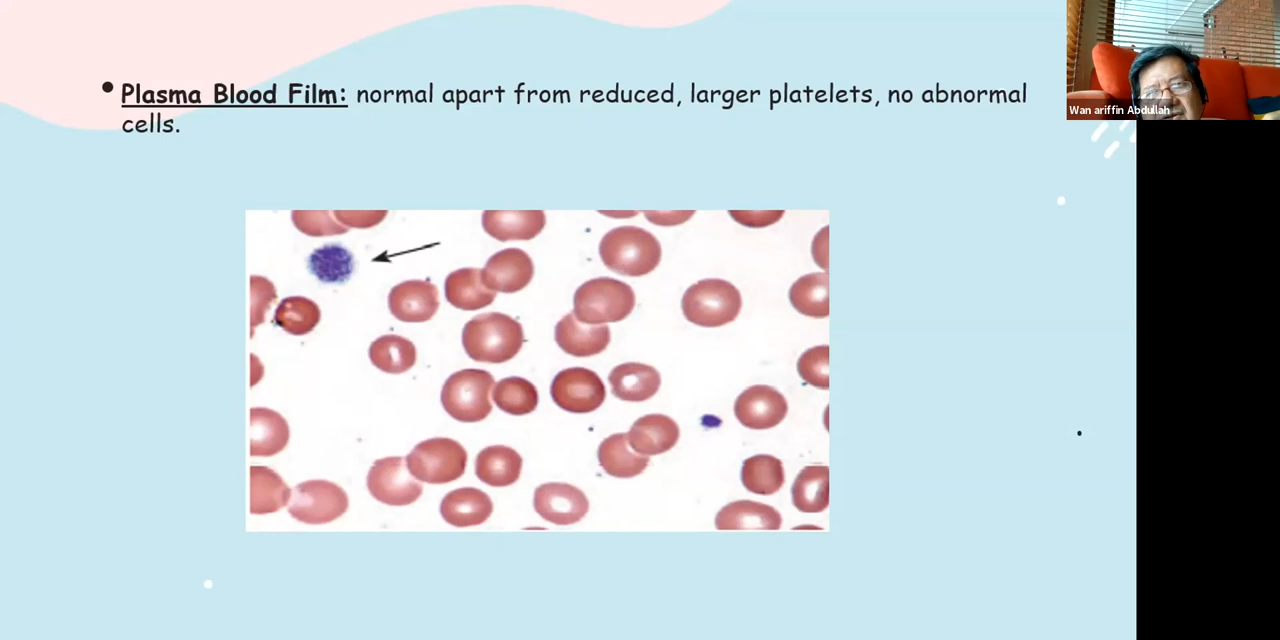 • Plasma Blood Film: normal apart from reduced, larger platelets, no abnormal
cells.
Wan ariffin Abdullah